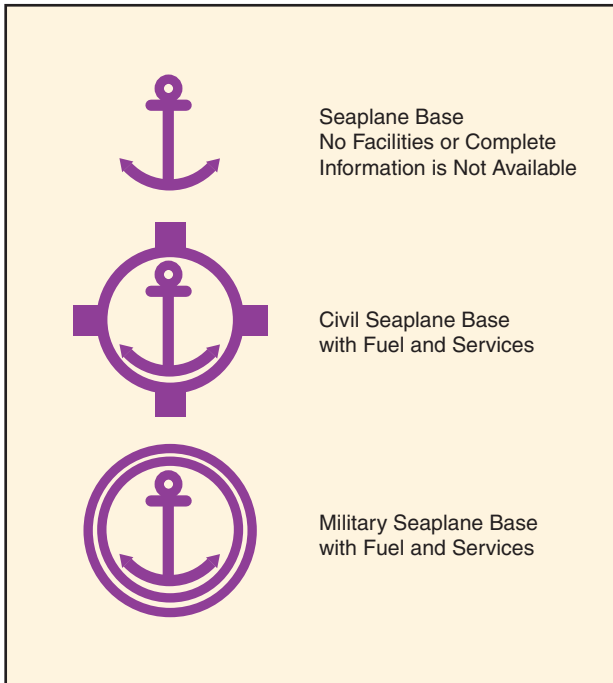 Seaplane Base
No Facilities or Complete
Information is Not Available
Civil Seaplane Base
with Fuel and Services
Military Seaplane Base
with Fuel and Services